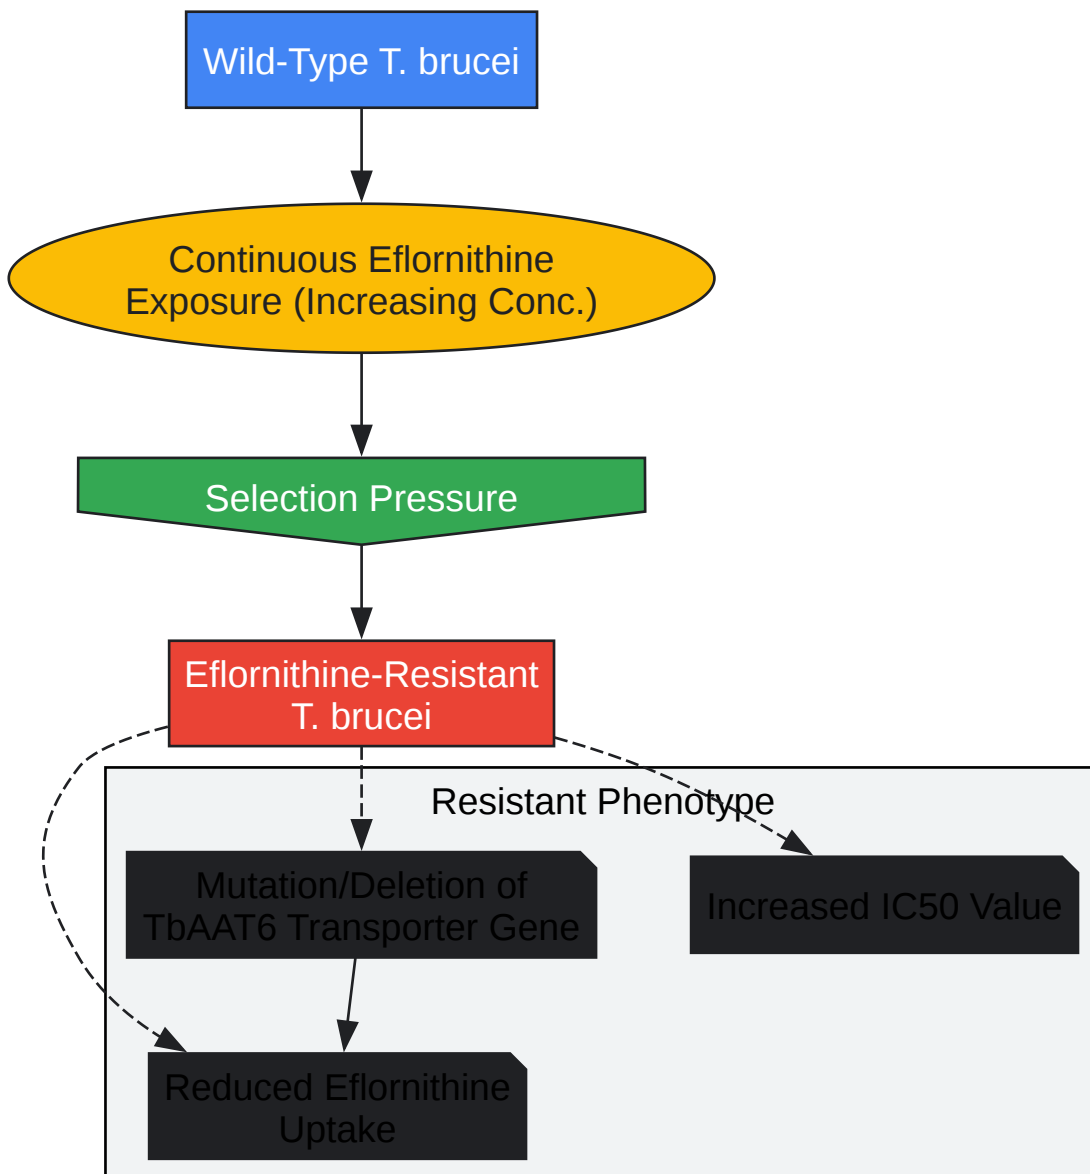 Wild-Type T. brucei
Continuous Eflornithine
Exposure (Increasing Conc.)
Selection Pressure
Eflornithine-Resistant
T. brucei
Resistant Phenotype
Mutation/Deletion of
TbAAT6 Transporter Gene
Increased IC50 Value
Reduced Eflornithine
Uptake